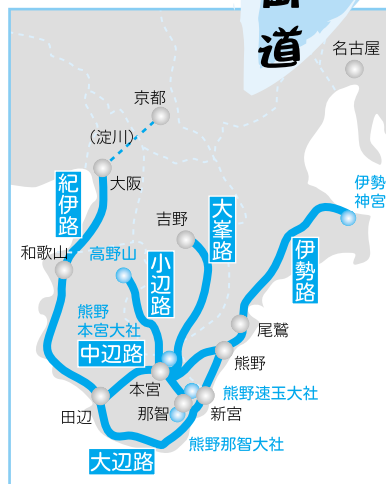 道
名古屋
京都
(淀川)
大阪
紀伊路
伊勢
神宮
吉野
大峯路
和歌山
高野山
小辺路
伊勢路
熊野
本宮大社
尾鷲
中辺路
熊野
本宮
熊野速玉大社
那智
新宮
田辺
熊野那智大社
大辺路